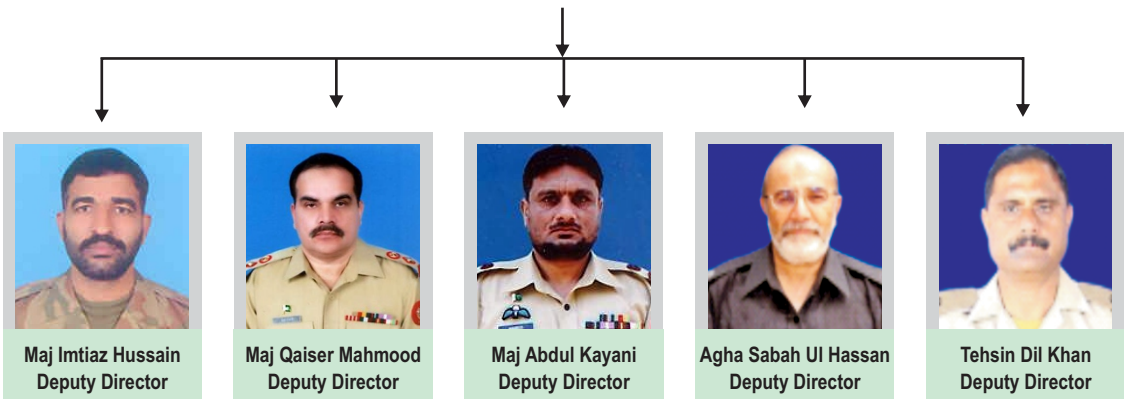 Maj Imtiaz Hussain
Deputy Director
Maj Qaiser Mahmood
Deputy Director
Maj Abdul Kayani
Deputy Director
Agha Sabah Ul Hassan
Deputy Director
Tehsin Dil Khan
Deputy Director